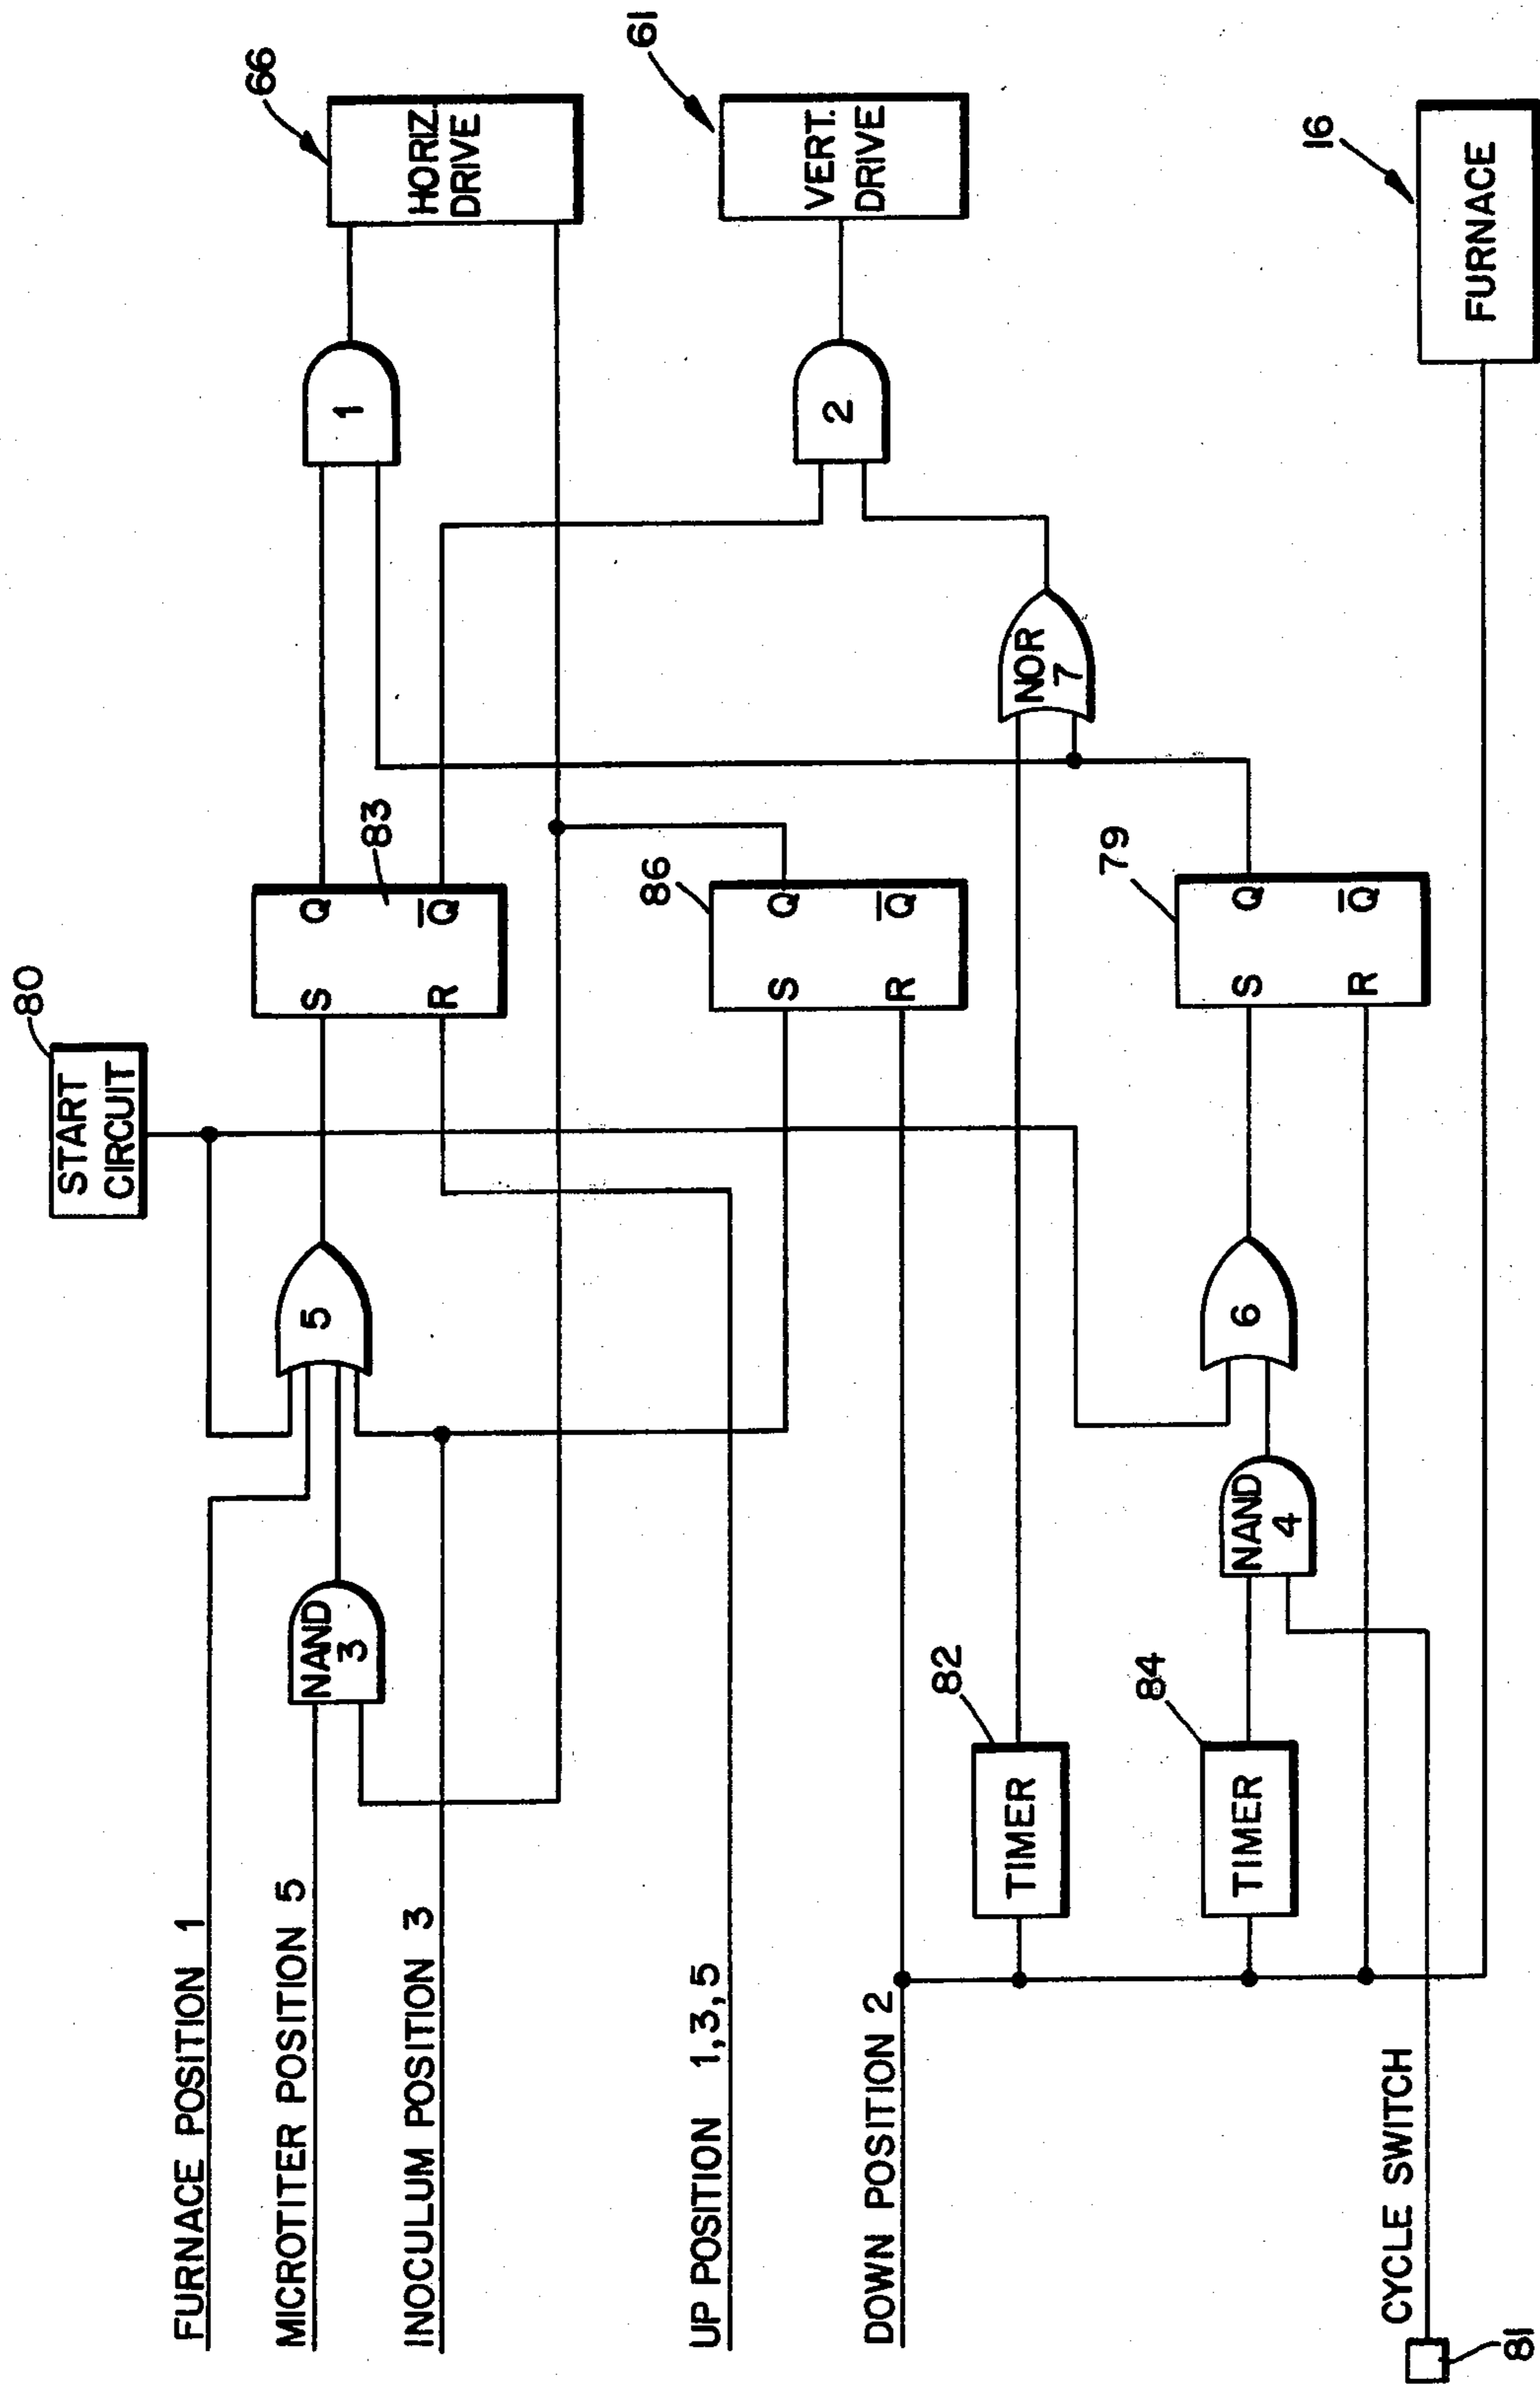 80
START
CIRCUIT
FURNACE POSITION 1
MICROTITER POSITION 5
INOCULUM POSITION 3
UP POSITION 1,3,5
DOWN POSITION 2
CYCLE SWITCH
81
NAND
3
5
S
R
Q
Q̅
83
1
66
HORIZ.
DRIVE
S
R
Q
Q̅
86
2
61
VERT.
DRIVE
82
TIMER
NOR
7
84
TIMER
NAND
4
6
S
R
Q
Q̅
79
16
FURNACE